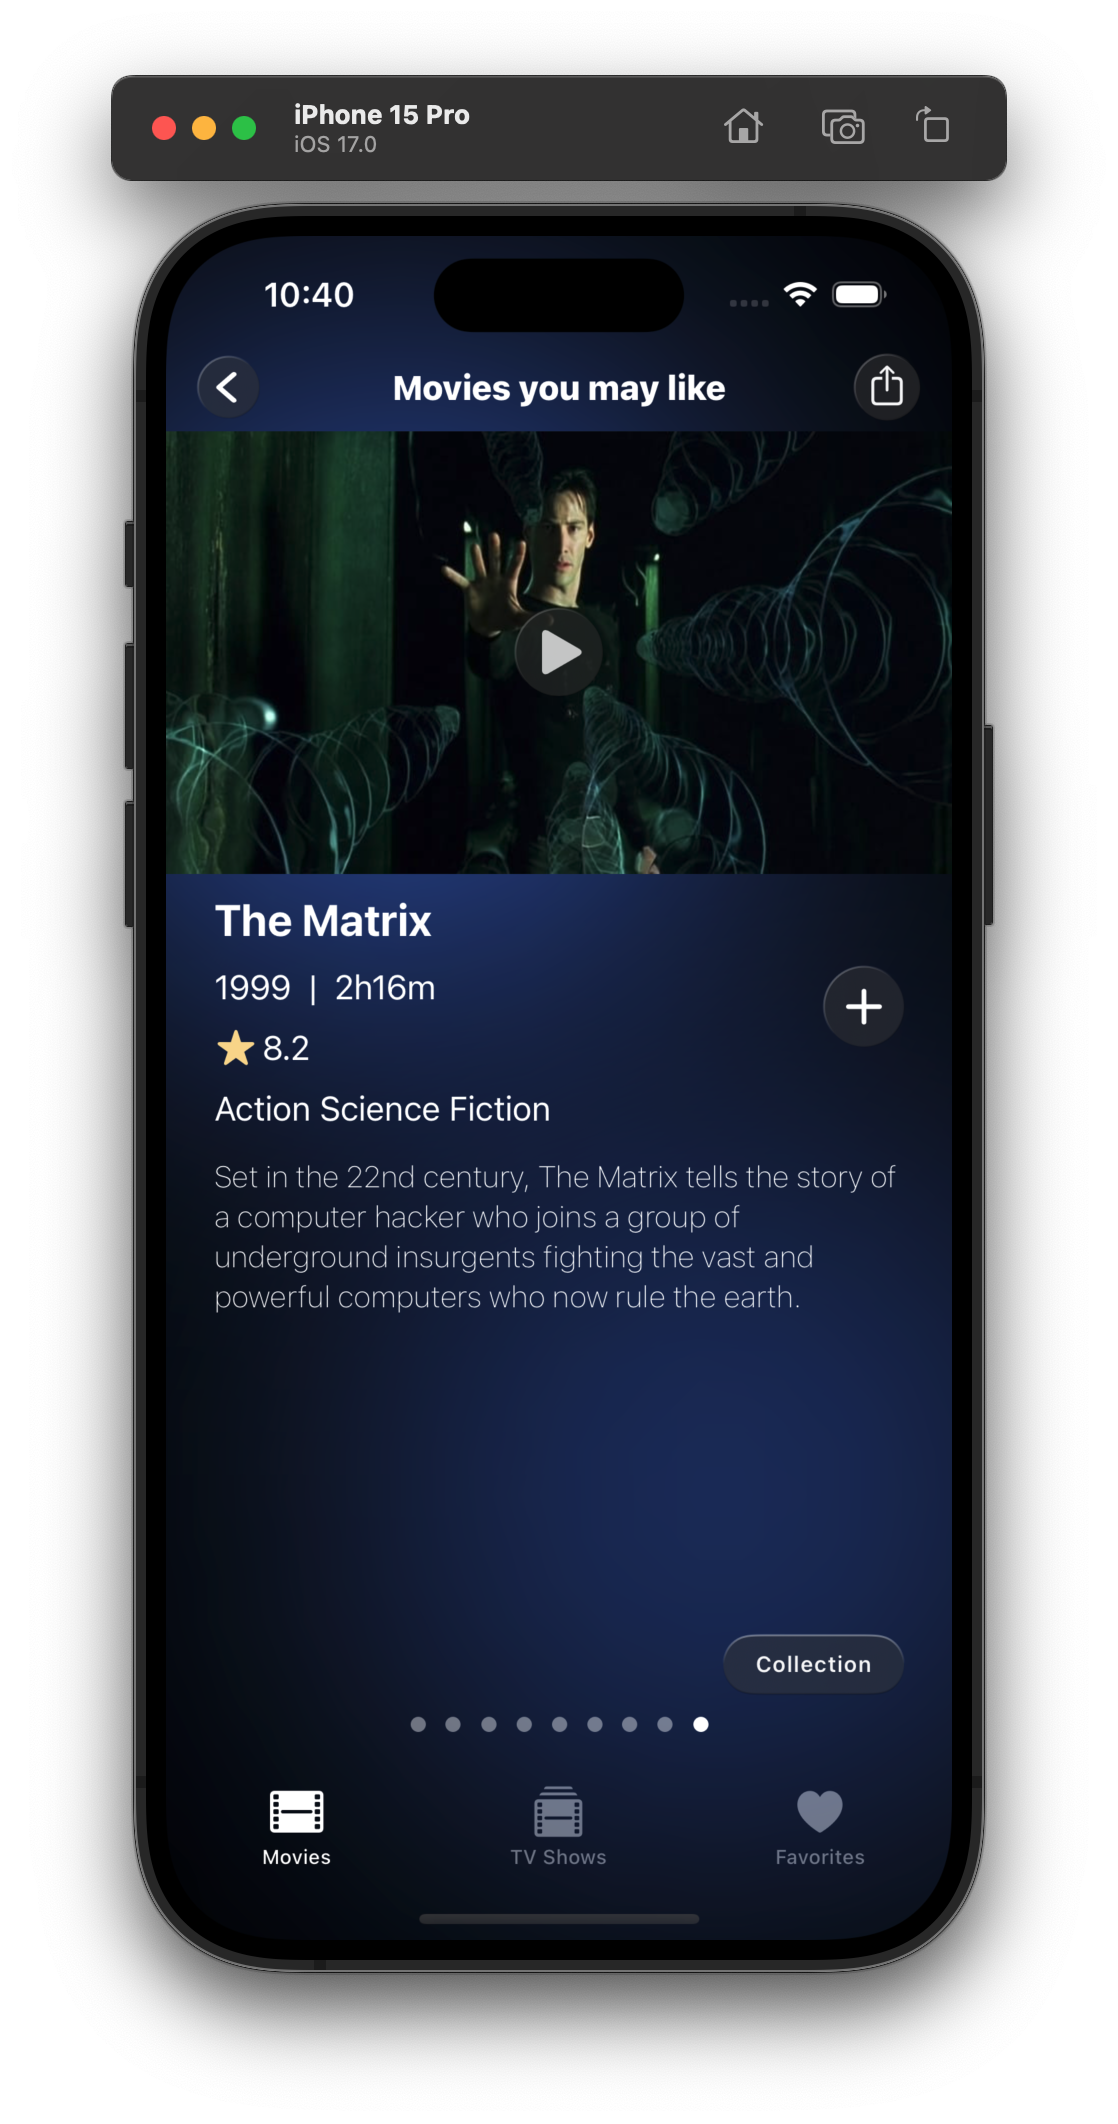 iPhone 15 Pro
iOS 17.0
10:40
Movies you may like
The Matrix
1999 | 2h16m
8.2
Action Science Fiction
Set in the 22nd century, The Matrix tells the story of
a computer hacker who joins a group of
underground insurgents fighting the vast and
powerful computers who now rule the earth.
Collection
Movies
TV Shows
Favorites